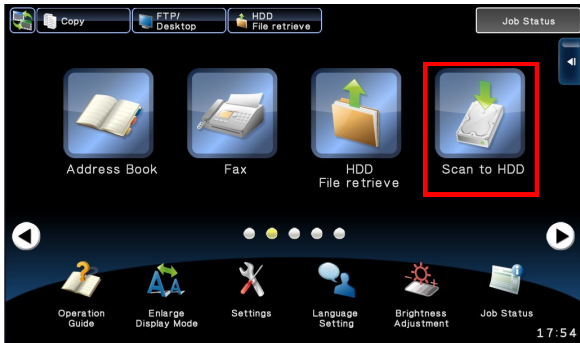 Copy
FTP/
Desktop
HDD
File retrieve
Job Status
Address Book
Fax
HDD
File retrieve
Scan to HDD
Operation
Guide
Enlarge
Display Mode
Settings
Language
Setting
Brightness
Adjustment
Job Status
17:54